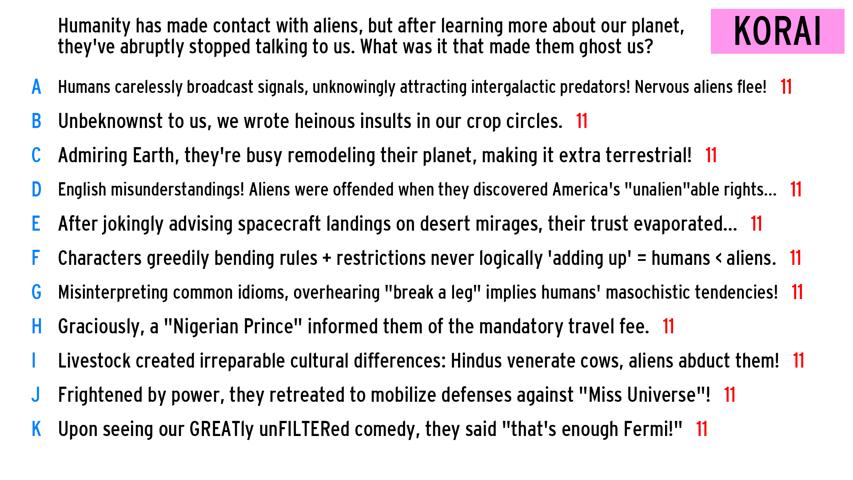 Humanity has made contact with aliens, but after learning more about our planet,
they've abruptly stopped talking to us. What was it that made them ghost us?
KORAI
A Humans carelessly broadcast signals, unknowingly attracting intergalactic predators! Nervous aliens flee! 11
B Unbeknownst to us, we wrote heinous insults in our crop circles. 11
C Admiring Earth, they're busy remodeling their planet, making it extra terrestrial! 11
D English misunderstandings! Aliens were offended when they discovered America's "unalien"able rights... 11
E After jokingly advising spacecraft landings on desert mirages, their trust evaporated... 11
F Characters greedily bending rules + restrictions never logically 'adding up' = humans < aliens. 11
G Misinterpreting common idioms, overhearing "break a leg" implies humans' masochistic tendencies! 11
H Graciously, a "Nigerian Prince" informed them of the mandatory travel fee. 11
I Livestock created irreparable cultural differences: Hindus venerate cows, aliens abduct them! 11
J Frightened by power, they retreated to mobilize defenses against "Miss Universe"! 11
K Upon seeing our GREATly unFILTERed comedy, they said "that's enough Fermi!" 11